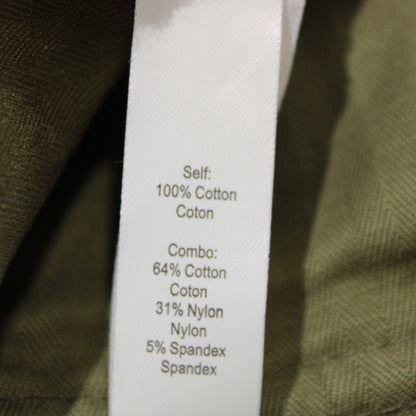 Self:
100% Cotton
Coton
Combo:
64% Cotton
Coton
31% Nylon
Nylon
5% Spandex
Spandex